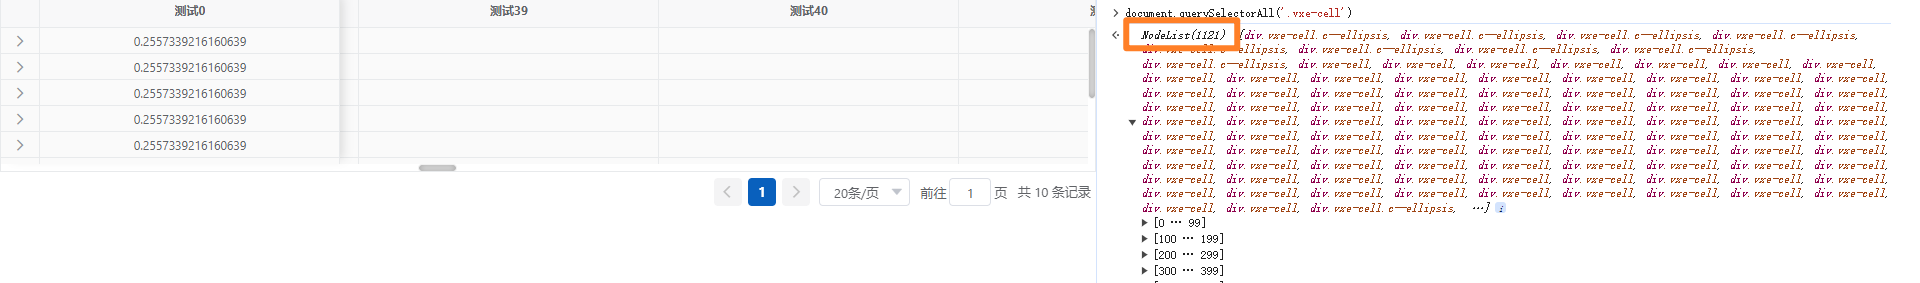 测试0 测试39 测试40
0.2557339216160639
0.2557339216160639
0.2557339216160639
0.2557339216160639
0.2557339216160639
1 20条/页 前往 1 页 共 10 条记录
document.querySelectorAll('.vxe-cell')
NodeList(1121) [div.vxe-cell.c--ellipsis, div.vxe-cell.c--ellipsis, div.vxe-cell.c--ellipsis, div.vxe-cell.c--ellipsis,
div.vxe-cell.c--ellipsis, div.vxe-cell.c--ellipsis, div.vxe-cell.c--ellipsis, div.vxe-cell.c--ellipsis,
div.vxe-cell.c--ellipsis, div.vxe-cell, div.vxe-cell, div.vxe-cell, div.vxe-cell, div.vxe-cell, div.vxe-cell, div.vxe-cell,
div.vxe-cell, div.vxe-cell, div.vxe-cell, div.vxe-cell, div.vxe-cell, div.vxe-cell, div.vxe-cell, div.vxe-cell, div.vxe-cell,
div.vxe-cell, div.vxe-cell, div.vxe-cell, div.vxe-cell, div.vxe-cell, div.vxe-cell, div.vxe-cell, div.vxe-cell, div.vxe-cell,
div.vxe-cell, div.vxe-cell, div.vxe-cell, div.vxe-cell, div.vxe-cell, div.vxe-cell, div.vxe-cell, div.vxe-cell, div.vxe-cell,
div.vxe-cell, div.vxe-cell, div.vxe-cell, div.vxe-cell, div.vxe-cell, div.vxe-cell, div.vxe-cell, div.vxe-cell, div.vxe-cell,
div.vxe-cell, div.vxe-cell, div.vxe-cell, div.vxe-cell, div.vxe-cell, div.vxe-cell, div.vxe-cell, div.vxe-cell, div.vxe-cell,
div.vxe-cell, div.vxe-cell, div.vxe-cell, div.vxe-cell, div.vxe-cell, div.vxe-cell, div.vxe-cell, div.vxe-cell, div.vxe-cell,
div.vxe-cell, div.vxe-cell, div.vxe-cell, div.vxe-cell, div.vxe-cell, div.vxe-cell, div.vxe-cell, div.vxe-cell, div.vxe-cell,
div.vxe-cell, div.vxe-cell, div.vxe-cell, div.vxe-cell, div.vxe-cell, div.vxe-cell, div.vxe-cell, div.vxe-cell, div.vxe-cell,
div.vxe-cell, div.vxe-cell, div.vxe-cell, div.vxe-cell, div.vxe-cell, div.vxe-cell, div.vxe-cell, div.vxe-cell, div.vxe-cell,
div.vxe-cell, div.vxe-cell, div.vxe-cell.c--ellipsis, …] i
[0 … 99]
[100 … 199]
[200 … 299]
[300 … 399]